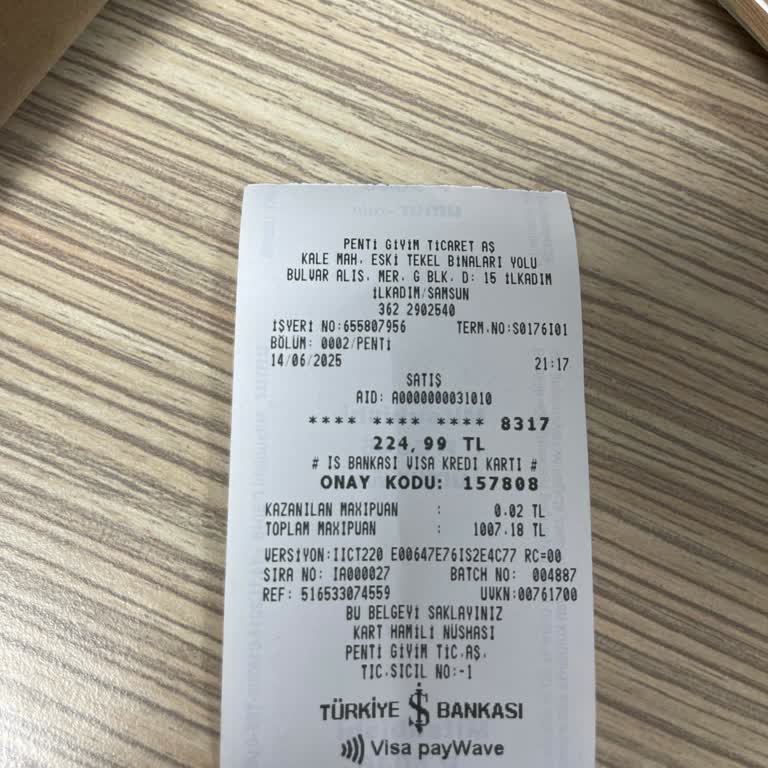 PENTİ GİYİM TİCARET AŞ
KALE MAH. ESKİ TEKEL BİNALARI YOLU
BULVAR ALIS. MER. G BLK. D: 15 İLKADIM
İLKADIM/SAMSUN
362 2902540
İŞYERİ NO:655807956 TERM.NO:S0176I01
BÖLÜM: 0002/PENTİ
14/06/2025 21:17
SATIŞ
AID: A0000000031010
**** **** **** 8317
224,99 TL
# IS BANKASI VISA KREDI KARTI #
ONAY KODU: 157808
KAZANILAN MAXIPUAN : 0.02 TL
TOPLAM MAXIPUAN : 1007.18 TL
VERSİYON:IICT220 E00647E76IS2E4C77 RC=00
SIRA NO: IA000027 BATCH NO: 004887
REF: 516533074559 UVKN:00761700
BU BELGEYİ SAKLAYINIZ
KART HAMİLİ NÜSHASI
PENTİ GİYİM TİC.AŞ.
TİC.SICIL NO:-1
TÜRKİYE İŞ BANKASI
Visa payWave